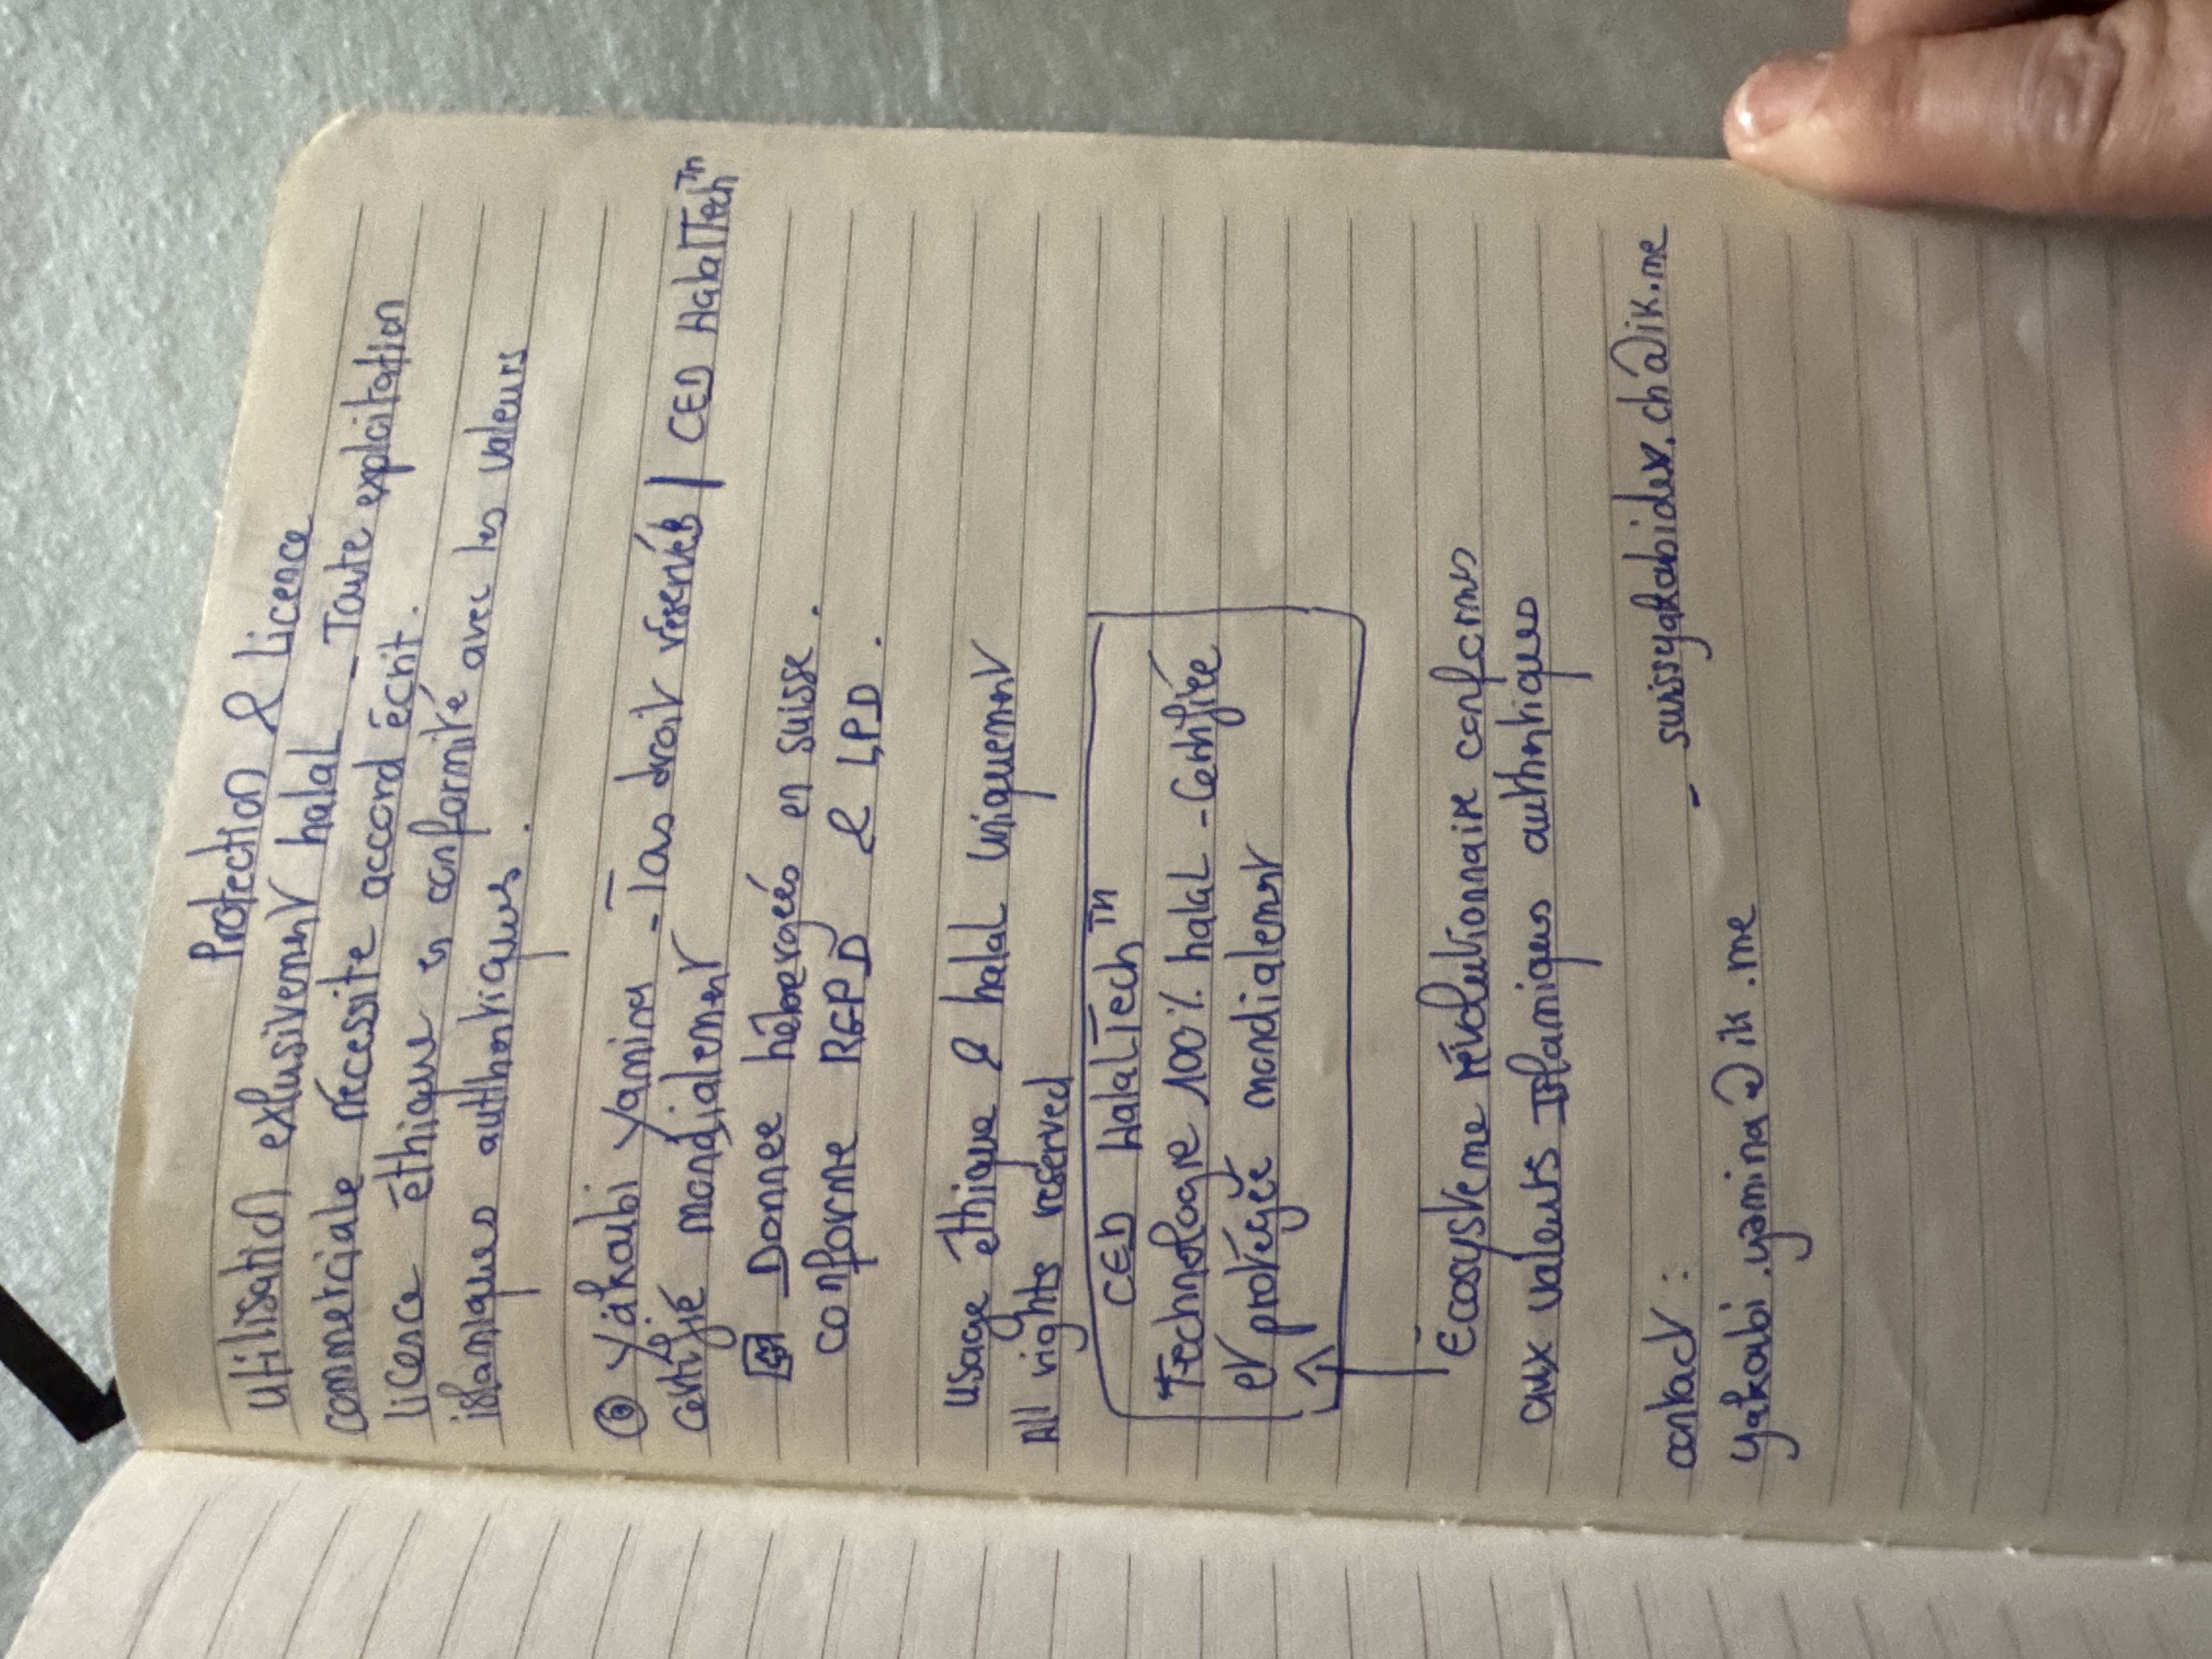 Protection & Licence
utilisation exlusivement halal - Toute exploitation
commerciale nécessite accord écrit.
licence éthique en conformité avec les valeurs
islamiques authentiques.
© Yakoubi Yamina - Tous droit réservés | CED HalalTech™
certifié mondialement
Donnee hébergées en suisse.
conforme RGPD & LPD.
usage éthique & halal uniquement
All rights reserved
CED HalalTech™
Technologie 100% halal - Certifiée
et protégée mondialement
Écosysteme révolutionnaire conformes
aux valeurs Islamiques authentiques
contact : - suissyakoubidev.ch@ik.me
yakoubi.yamina@ik.me